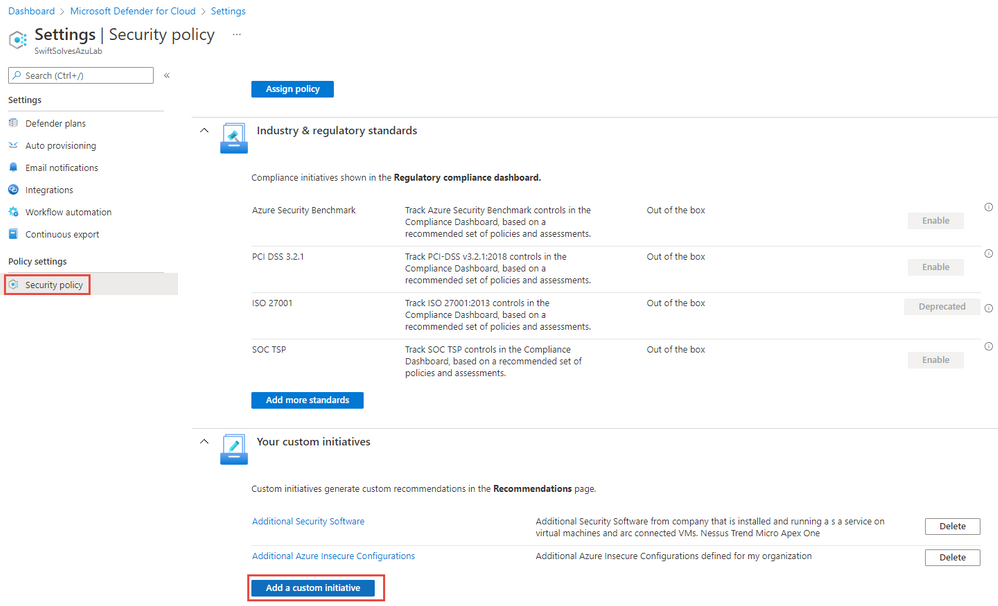 Dashboard > Microsoft Defender for Cloud > Settings
Settings | Security policy ...
SwiftSolvesAzuLab
Search (Ctrl+/)
«
Settings
Defender plans
Auto provisioning
Email notifications
Integrations
Workflow automation
Continuous export
Policy settings
Security policy
Assign policy
Industry & regulatory standards
Compliance initiatives shown in the Regulatory compliance dashboard.
Azure Security Benchmark
Track Azure Security Benchmark controls in the
Compliance Dashboard, based on a
recommended set of policies and assessments.
Out of the box
Enable
PCI DSS 3.2.1
Track PCI-DSS v3.2.1:2018 controls in the
Compliance Dashboard, based on a
recommended set of policies and assessments.
Out of the box
Enable
ISO 27001
Track ISO 27001:2013 controls in the
Compliance Dashboard, based on a
recommended set of policies and assessments.
Out of the box
Deprecated
SOC TSP
Track SOC TSP controls in the Compliance
Dashboard, based on a recommended set of
policies and assessments.
Out of the box
Enable
Add more standards
Your custom initiatives
Custom initiatives generate custom recommendations in the Recommendations page.
Additional Security Software
Additional Security Software from company that is installed and running a s a service on
virtual machines and arc connected VMs. Nessus Trend Micro Apex One
Delete
Additional Azure Insecure Configurations
Additional Azure Insecure Configurations defined for my organization
Delete
Add a custom initiative